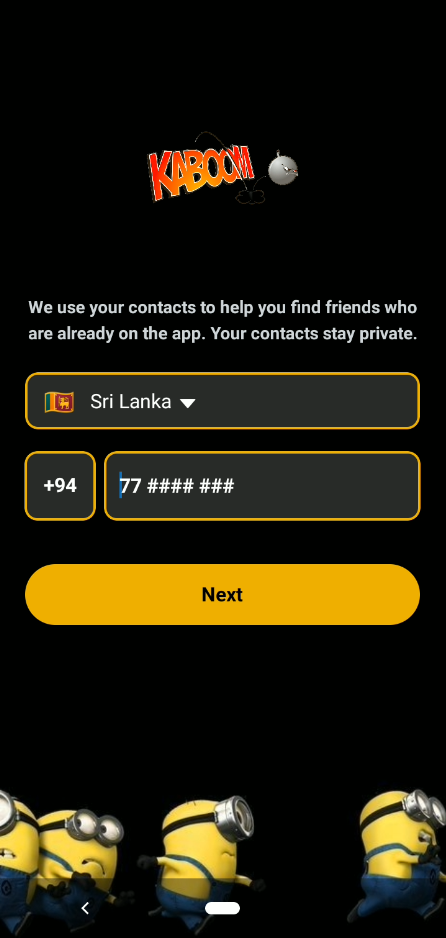 KABOOM
We use your contacts to help you find friends who
are already on the app. Your contacts stay private.
Sri Lanka
+94
77 #### ###
Next